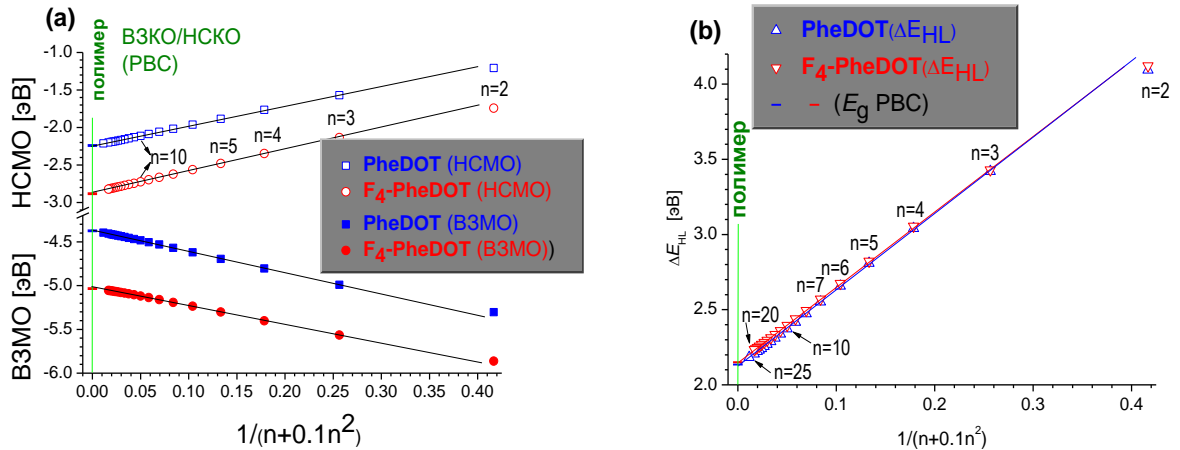 (a)
ВЗКО/НСКО
(PBC)
полимер
НСМО [эВ]
ВЗМО [эВ]
-1.0
-1.5
-2.0
-2.5
-3.0
-4.5
-5.0
-5.5
-6.0
n=2
n=3
n=4
n=5
n=10
PheDOT (НСМО)
F4-PheDOT (НСМО)
PheDOT (ВЗМО)
F4-PheDOT (ВЗМО))
0.00 0.05 0.10 0.15 0.20 0.25 0.30 0.35 0.40
1/(n+0.1n²)
(b)
PheDOT(ΔE_HL)
F4-PheDOT(ΔE_HL)
(Eg PBC)
полимер
ΔE_HL [эВ]
4.0
3.5
3.0
2.5
2.0
n=2
n=3
n=4
n=5
n=6
n=7
n=20
n=10
n=25
0.0 0.1 0.2 0.3 0.4
1/(n+0.1n²)